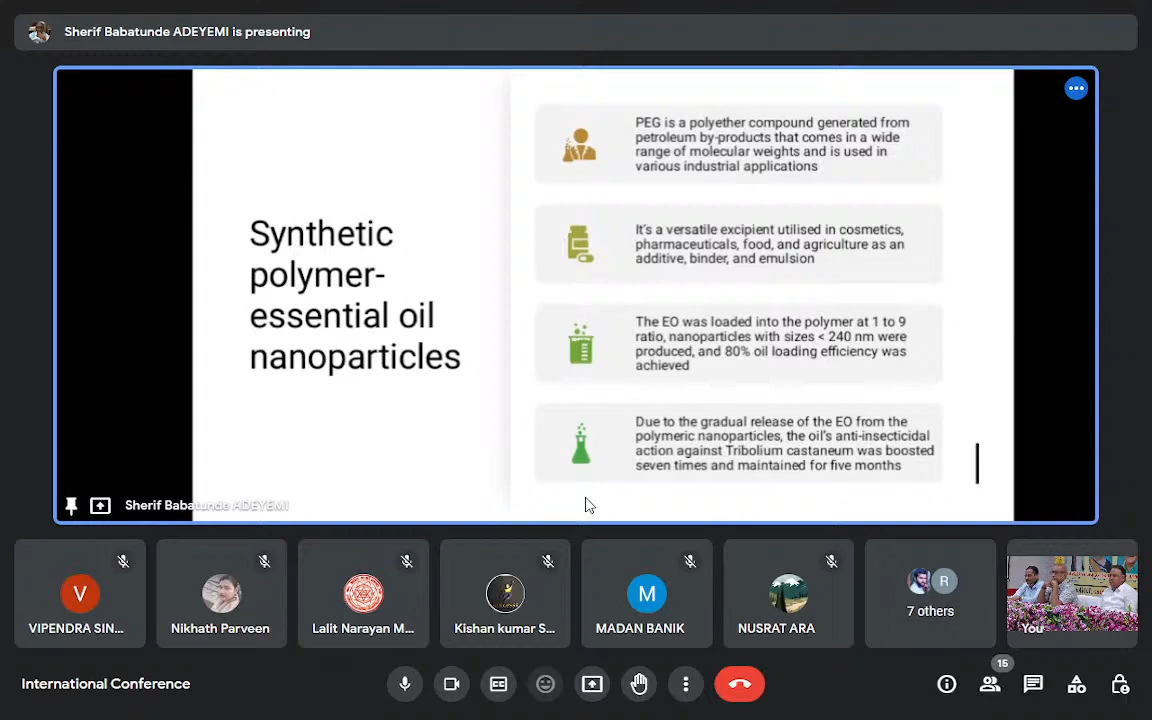 Sherif Babatunde ADEYEMI is presenting
Synthetic
polymer-
essential oil
nanoparticles
PEG is a polyether compound generated from
petroleum by-products that comes in a wide
range of molecular weights and is used in
various industrial applications
It's a versatile excipient utilised in cosmetics,
pharmaceuticals, food, and agriculture as an
additive, binder, and emulsion
The EO was loaded into the polymer at 1 to 9
ratio, nanoparticles with sizes < 240 nm were
produced, and 80% oil loading efficiency was
achieved
Due to the gradual release of the EO from the
polymeric nanoparticles, the oil's anti-insecticidal
action against Tribolium castaneum was boosted
seven times and maintained for five months
Sherif Babatunde ADEYEMI
V
VIPENDRA SIN...
Nikhath Parveen
Lalit Narayan M...
Kishan kumar S...
M
MADAN BANIK
NUSRAT ARA
R
7 others
You
International Conference
15